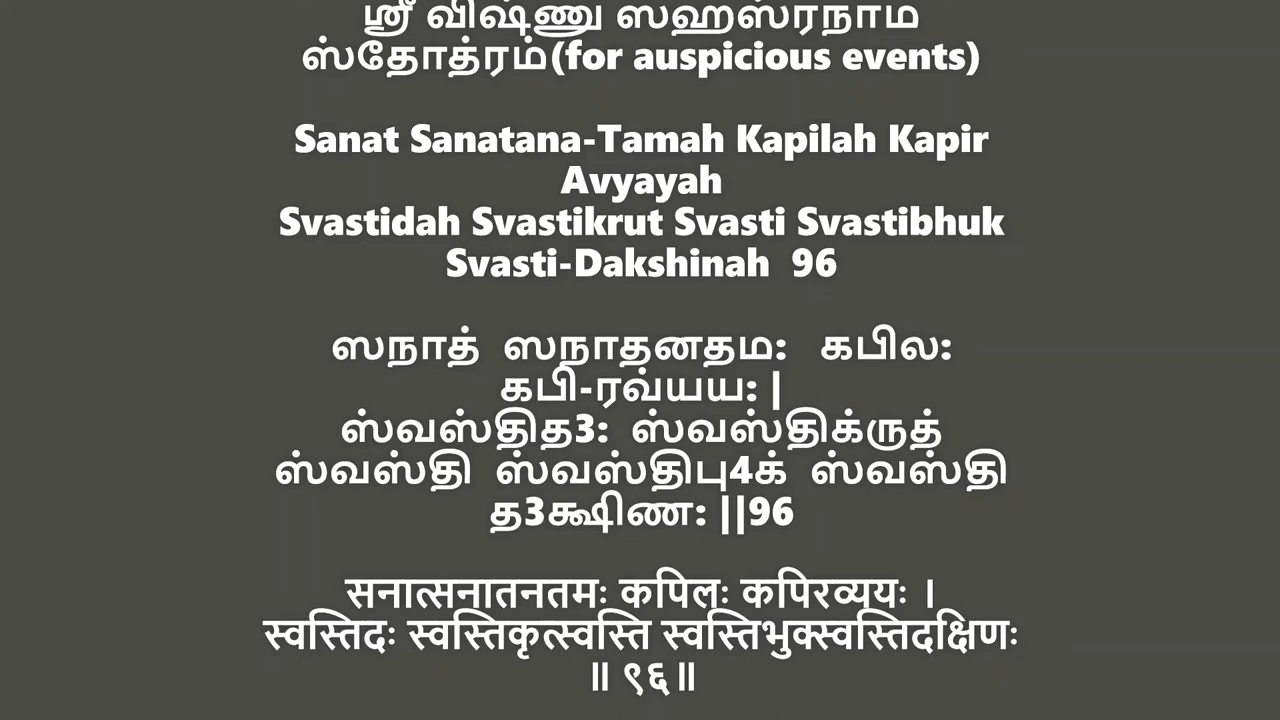 ஸ்ரீ விஷ்ணு ஸஹஸ்ரநாம
ஸ்தோத்ரம்(for auspicious events)
Sanat Sanatana-Tamah Kapilah Kapir
Avyayah
Svastidah Svastikrut Svasti Svastibhuk
Svasti-Dakshinah 96
ஸநாத் ஸநாதனதம: கபில:
கபி-ரவ்யய: |
ஸ்வஸ்தித3: ஸ்வஸ்திக்ருத்
ஸ்வஸ்தி ஸ்வஸ்திபு4க் ஸ்வஸ்தி
த3க்ஷிண: ||96
सनात्सनातनतमः कपिलः कपिरव्ययः ।
स्वस्तिदः स्वस्तिकृत्स्वस्ति स्वस्तिभुक्स्वस्तिदक्षिणः
॥ ९६॥